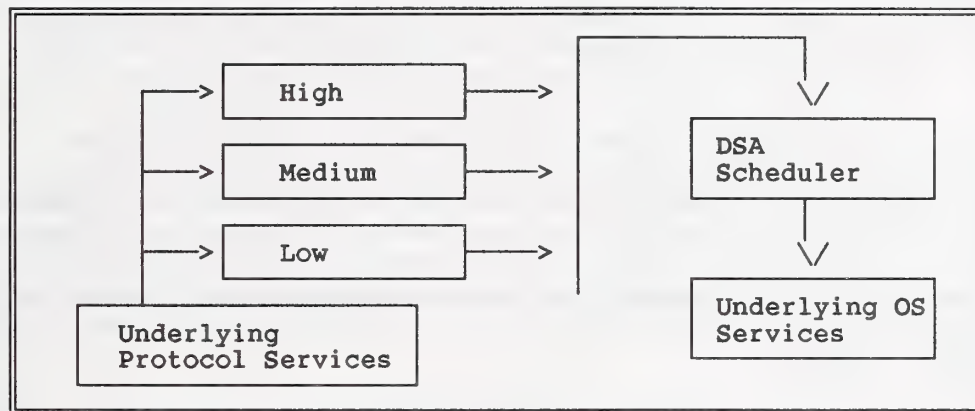 High
Medium
Low
Underlying
Protocol Services
DSA
Scheduler
Underlying OS
Services